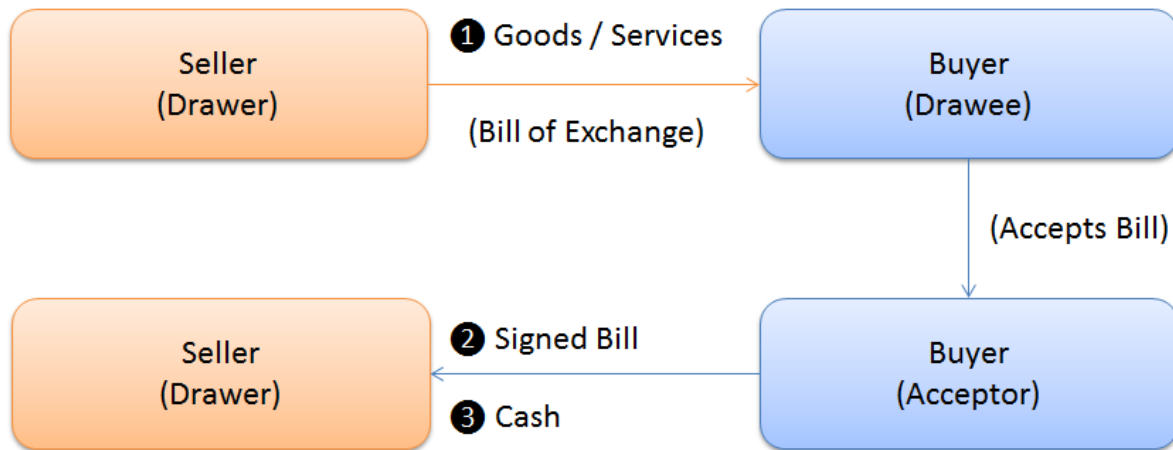 Seller
(Drawer)
❶ Goods / Services
(Bill of Exchange)
Buyer
(Drawee)
(Accepts Bill)
Seller
(Drawer)
❷ Signed Bill
❸ Cash
Buyer
(Acceptor)